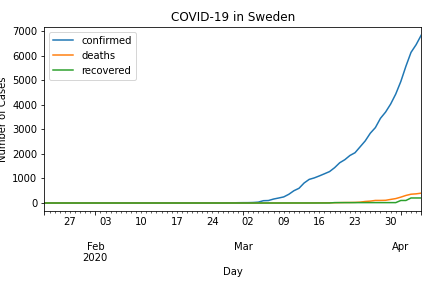 COVID-19 in Sweden
7000
6000
5000
4000
3000
2000
1000
0
Number of Cases
confirmed
deaths
recovered
27 03 10 17 24 02 09 16 23 30
Feb Mar Apr
2020
Day